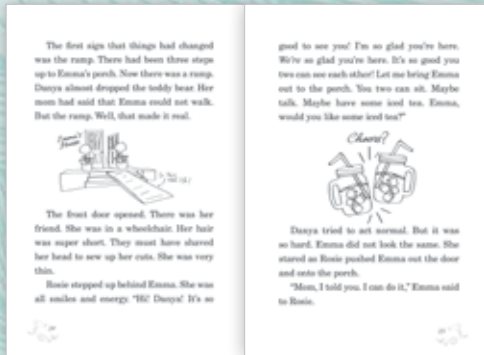 The first sign that things had changed
was the ramp. There had been three steps
up to Emma's porch. Now there was a ramp.
Danya almost dropped the teddy bear. Her
mom had said that Emma could not walk.
But the ramp. Well, that made it real.
Emma's
House
The front door opened. There was her
friend. She was in a wheelchair. Her hair
was super short. They must have shaved
her head to sew up her cuts. She was very
thin.
Rosie stepped up behind Emma. She was
all smiles and energy. "Hi! Danya! It's so
good to see you! I'm so glad you're here.
We're so glad you're here. It's so good you
two can see each other! Let me bring Emma
out to the porch. You two can sit. Maybe
talk. Maybe have some iced tea. Emma,
would you like some iced tea?"
Cheers?
Danya tried to act normal. But it was
so hard. Emma did not look the same. She
stared as Rosie pushed Emma out the door
and onto the porch.
"Mom, I told you. I can do it," Emma said
to Rosie.